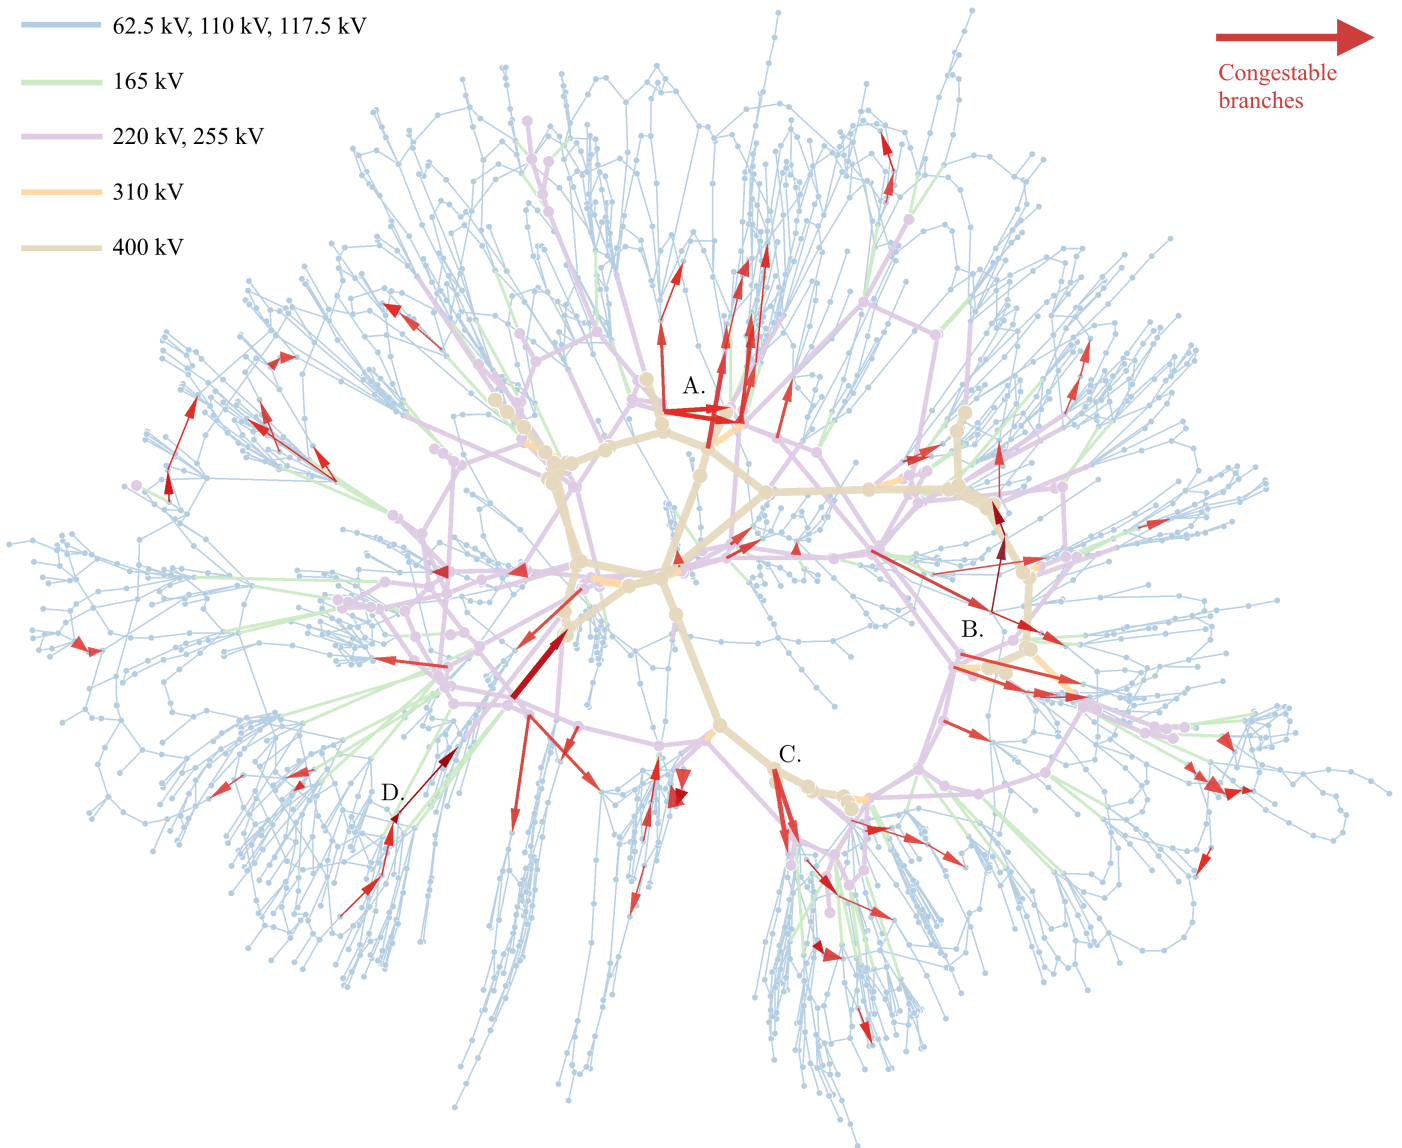 62.5 kV, 110 kV, 117.5 kV
165 kV
220 kV, 255 kV
310 kV
400 kV
Congestable
branches
A.
B.
C.
D.